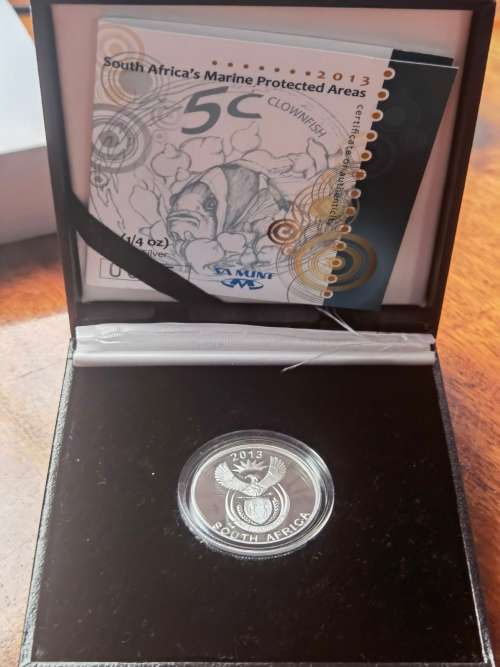 2013
South Africa's Marine Protected Areas
5c
CLOWNFISH
certificate of authenticity
(1/4 oz)
Silver
SA MINT
2013
SOUTH AFRICA